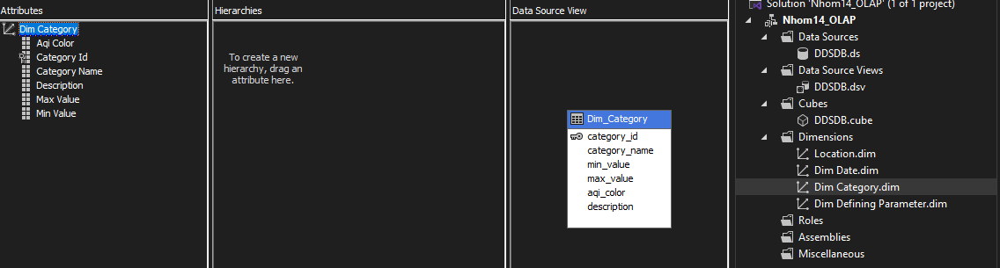 Attributes
Dim Category
Aqi Color
Category Id
Category Name
Description
Max Value
Min Value
Hierarchies
To create a new
hierarchy, drag an
attribute here.
Data Source View
Dim_Category
category_id
category_name
min_value
max_value
aqi_color
description
Solution 'Nhom14_OLAP' (1 of 1 project)
Nhom14_OLAP
Data Sources
DDSDB.ds
Data Source Views
DDSDB.dsv
Cubes
DDSDB.cube
Dimensions
Location.dim
Dim Date.dim
Dim Category.dim
Dim Defining Parameter.dim
Roles
Assemblies
Miscellaneous